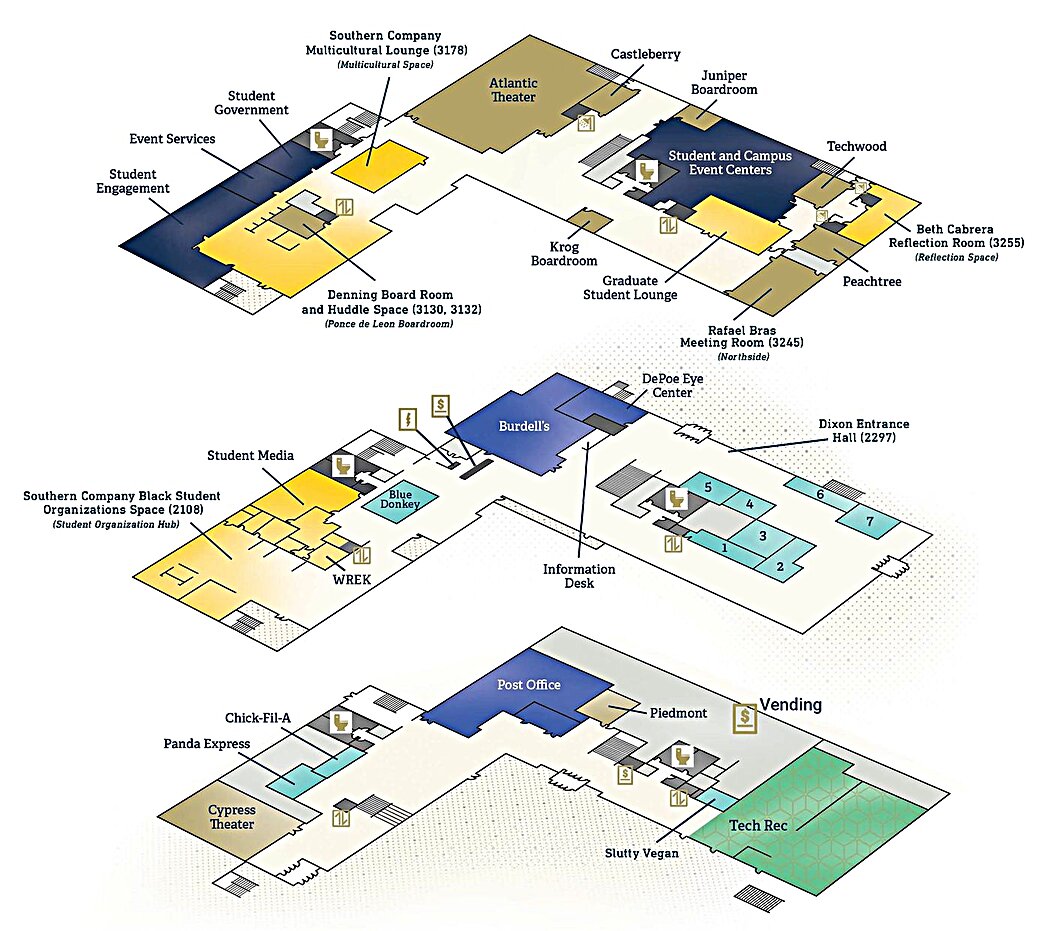 Southern Company
Multicultural Lounge (3178)
(Multicultural Space)
Castleberry
Atlantic
Theater
Juniper
Boardroom
Student
Government
Event Services
Student and Campus
Event Centers
Techwood
Student
Engagement
Beth Cabrera
Reflection Room (3255)
(Reflection Space)
Krog
Boardroom
Graduate
Student Lounge
Peachtree
Denning Board Room
and Huddle Space (3130, 3132)
(Ponce de Leon Boardroom)
Rafael Bras
Meeting Room (3245)
(Northside)
DePoe Eye
Center
$
Burdell's
Dixon Entrance
Hall (2297)
Student Media
Southern Company Black Student
Organizations Space (2108)
(Student Organization Hub)
Blue
Donkey
5
4
6
7
3
1
2
WREK
Information
Desk
Post Office
Piedmont
$
Vending
Chick-Fil-A
Panda Express
$
Cypress
Theater
Tech Rec
Slutty Vegan